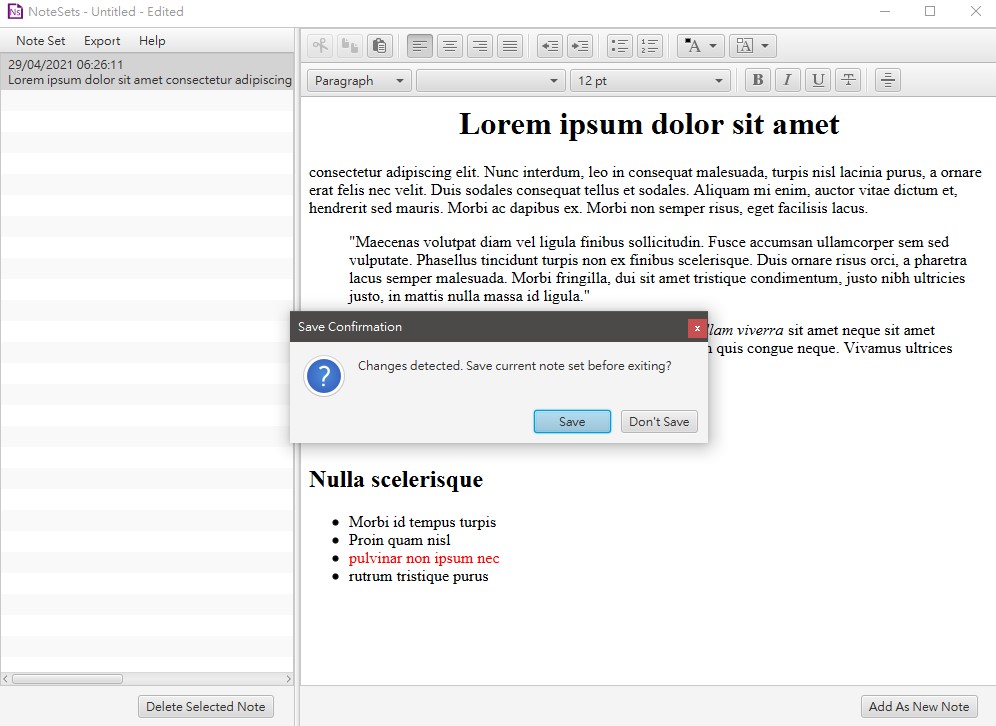 Ns NoteSets - Untitled - Edited
Note Set Export Help
29/04/2021 06:26:11
Lorem ipsum dolor sit amet consectetur adipiscing
Paragraph 12 pt B I U T
Lorem ipsum dolor sit amet
consectetur adipiscing elit. Nunc interdum, leo in consequat malesuada, turpis nisl lacinia purus, a ornare
erat felis nec velit. Duis sodales consequat tellus et sodales. Aliquam mi enim, auctor vitae dictum et,
hendrerit sed mauris. Morbi ac dapibus ex. Morbi non semper risus, eget facilisis lacus.
"Maecenas volutpat diam vel ligula finibus sollicitudin. Fusce accumsan ullamcorper sem sed
vulputate. Phasellus tincidunt turpis non ex finibus scelerisque. Duis ornare risus orci, a pharetra
lacus semper malesuada. Morbi fringilla, dui sit amet tristique condimentum, justo nibh ultricies
justo, in mattis nulla massa id ligula."
viverra sit amet neque sit amet
quis congue neque. Vivamus ultrices
Save Confirmation x
Changes detected. Save current note set before exiting?
Save Don't Save
Nulla scelerisque
Morbi id tempus turpis
Proin quam nisl
pulvinar non ipsum nec
rutrum tristique purus
Delete Selected Note
Add As New Note